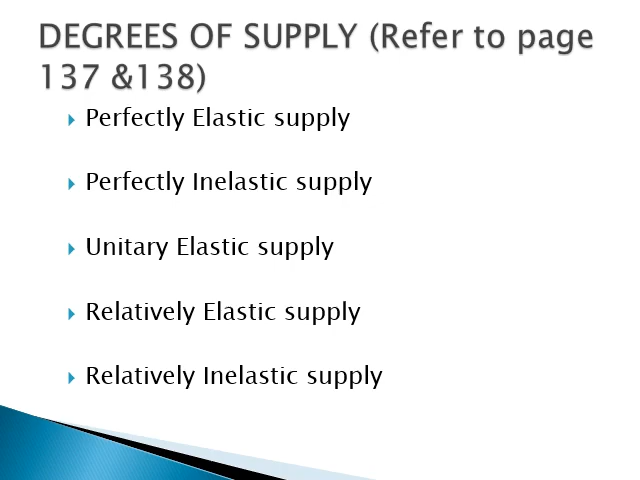 DEGREES OF SUPPLY (Refer to page
137 &138)
Perfectly Elastic supply
Perfectly Inelastic supply
Unitary Elastic supply
Relatively Elastic supply
Relatively Inelastic supply